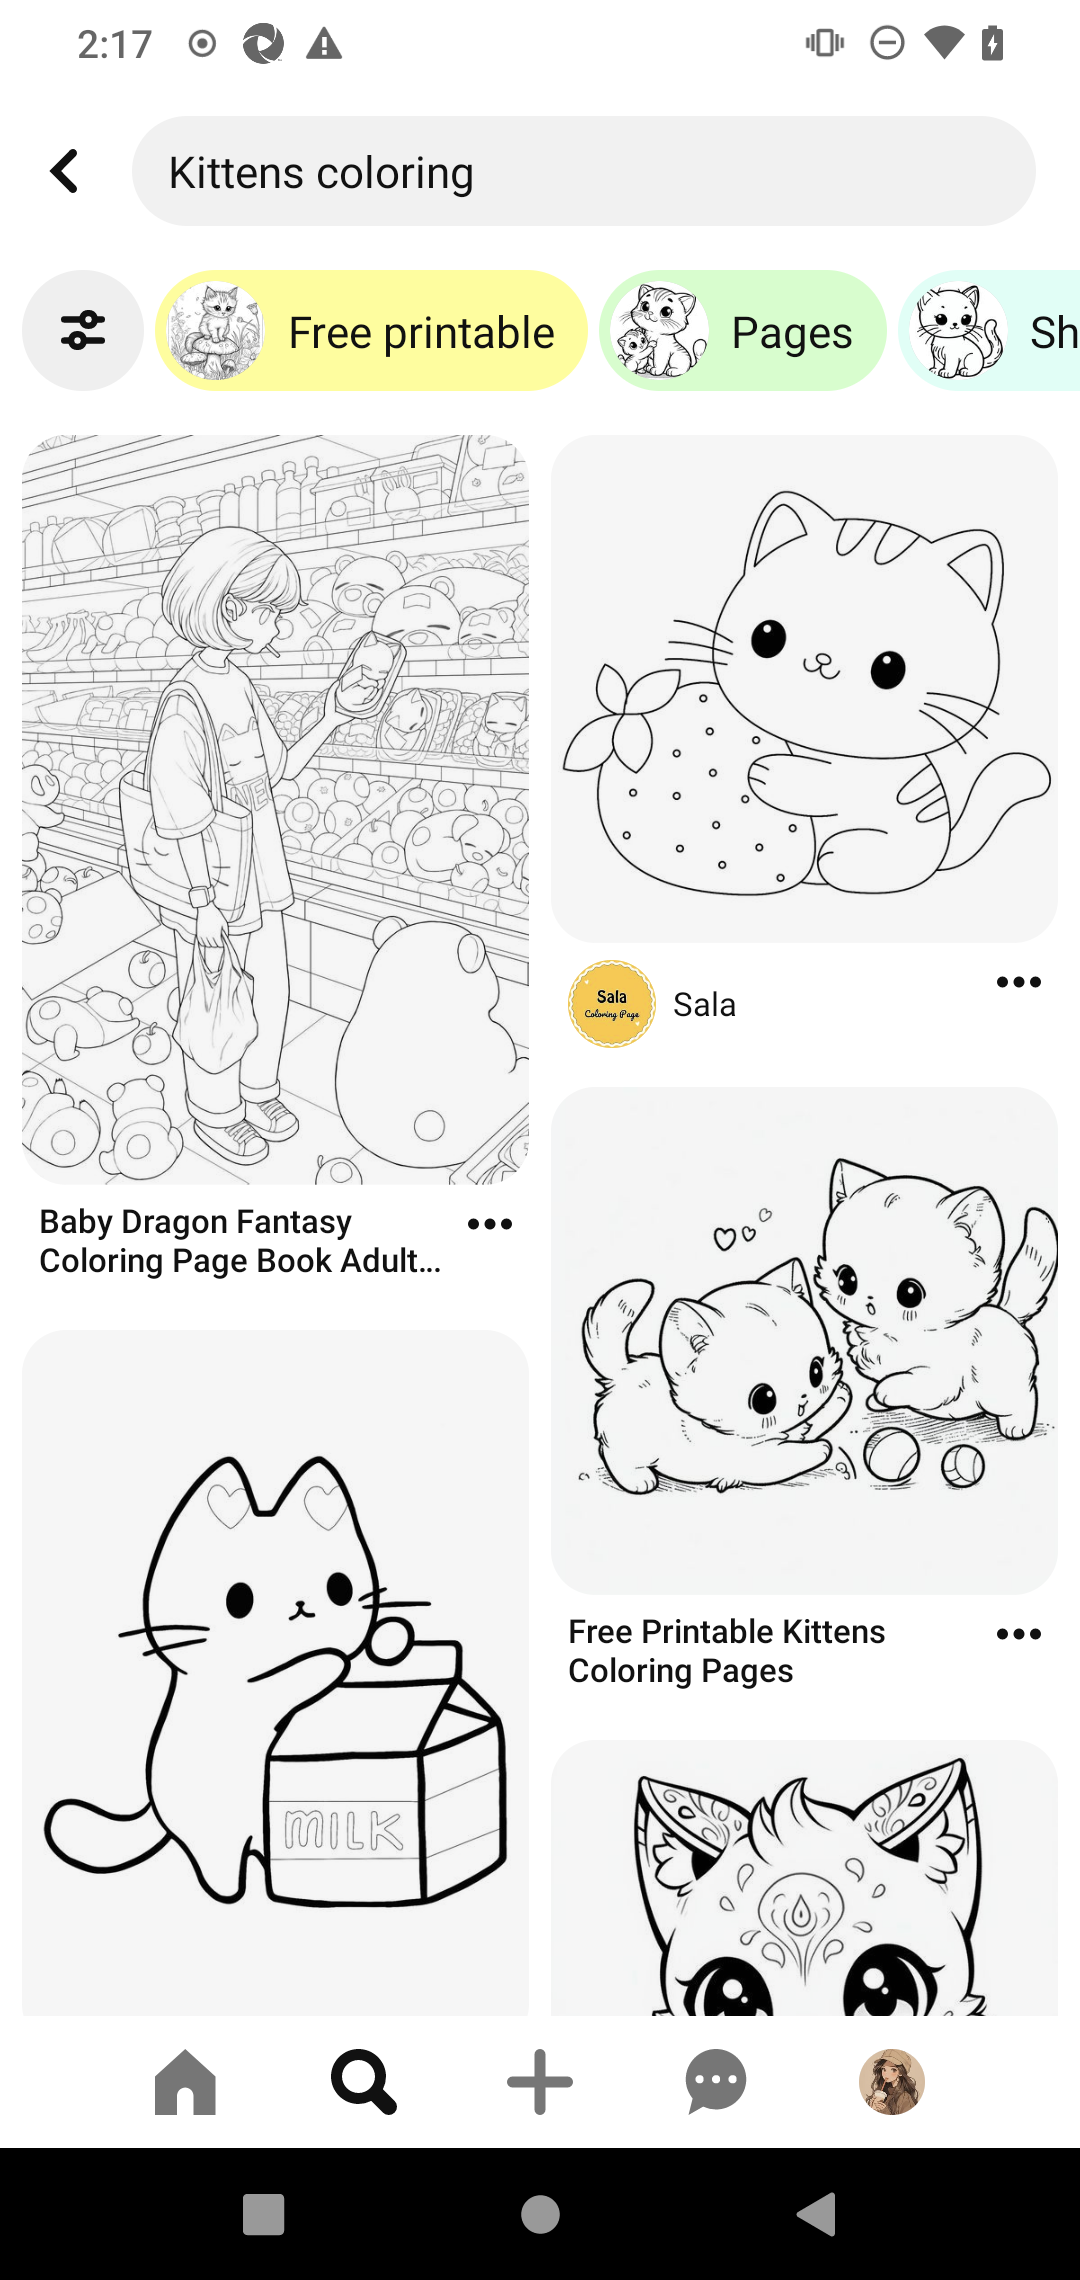 2:17
Kittens coloring
Free printable
Pages
Sh
Sala
Coloring Page
Sala
Baby Dragon Fantasy
Coloring Page Book Adult...
MILK
Free Printable Kittens
Coloring Pages